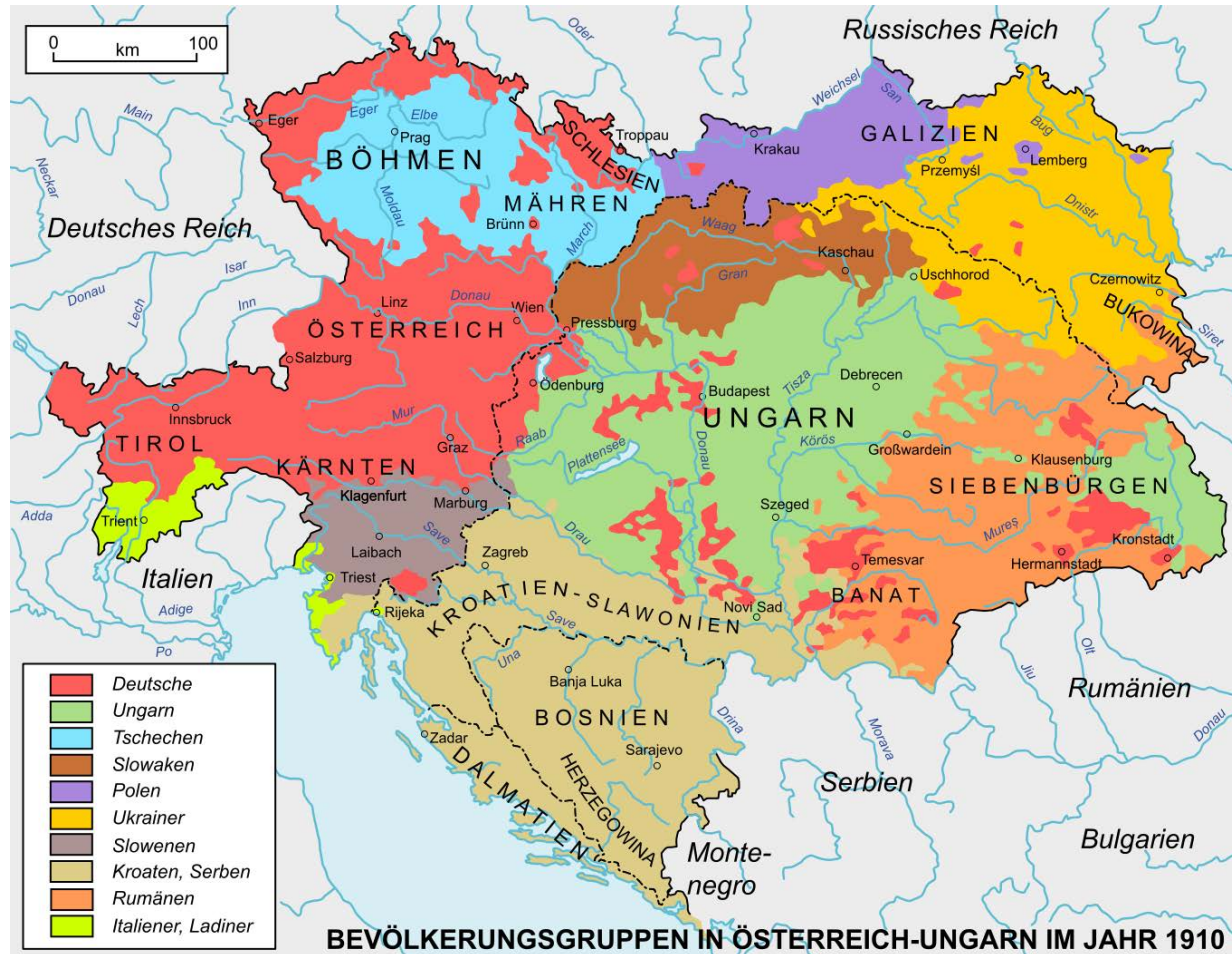 0 100
km
Russisches Reich
Oder
Main
Eger
Eger
Elbe
Prag
BÖHMEN
Moldau
SCHLESIEN
Troppau
MÄHREN
Brünn
March
Weichsel
San
Krakau
GALIZIEN
Przemyśl
Bug
Lemberg
Dnistr
Neckar
Deutsches Reich
Isar
Donau
Lech
Inn
Linz
Donau
Wien
ÖSTERREICH
Salzburg
Pressburg
Waag
Gran
Kaschau
Uschhorod
Czernowitz
BUKOWINA
Siret
Ödenburg
Innsbruck
TIROL
Mur
Graz
KÄRNTEN
Klagenfurt
Marburg
Raab
Plattensee
Budapest
UNGARN
Donau
Tisza
Debrecen
Körös
Großwardein
Klausenburg
SIEBENBÜRGEN
Szeged
Mureş
Kronstadt
Hermannstadt
Temesvar
BANAT
Adda
Trient
Italien
Adige
Po
Laibach
Save
Triest
Rijeka
Drau
Zagreb
KROATIEN-SLAWONIEN
Novi Sad
Save
Una
Banja Luka
BOSNIEN
Sarajevo
Drina
HERZEGOWINA
Zadar
DALMATIEN
Monte-
negro
Serbien
Morava
Jiu
Olt
Rumänien
Donau
Bulgarien
Deutsche
Ungarn
Tschechen
Slowaken
Polen
Ukrainer
Slowenen
Kroaten, Serben
Rumänen
Italiener, Ladiner
BEVÖLKERUNGSGRUPPEN IN ÖSTERREICH-UNGARN IM JAHR 1910